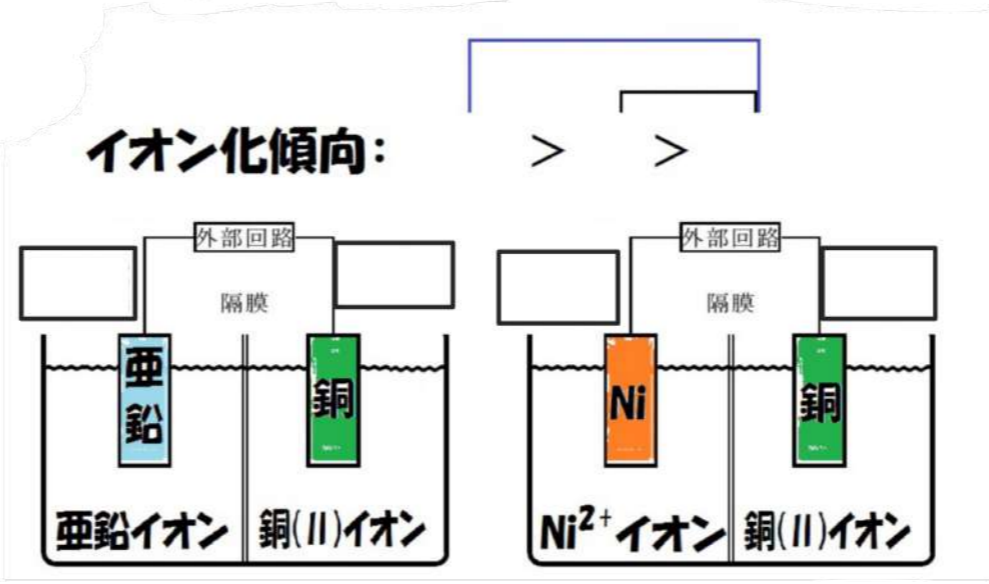 イオン化傾向: > >
外部回路 外部回路
隔膜 隔膜
亜鉛 銅 Ni 銅
亜鉛イオン 銅(II)イオン Ni²⁺イオン 銅(II)イオン